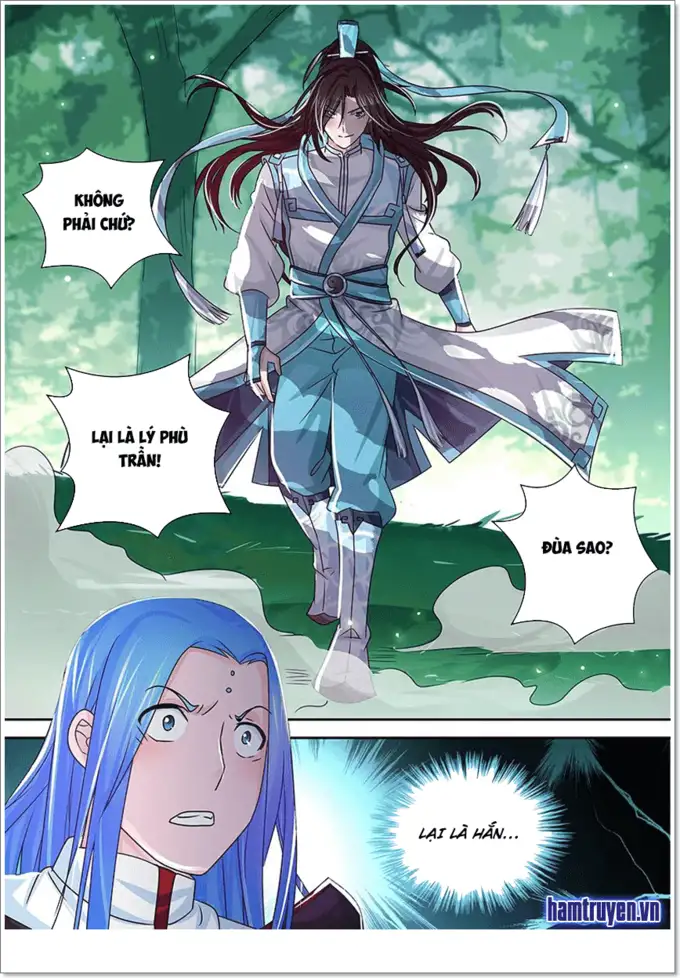 KHÔNG
PHẢI CHỨ?
LẠI LÀ LÝ PHÙ
TRẦN!
ĐÙA SAO?
LẠI LÀ HẮN...
hamtruyen.vn